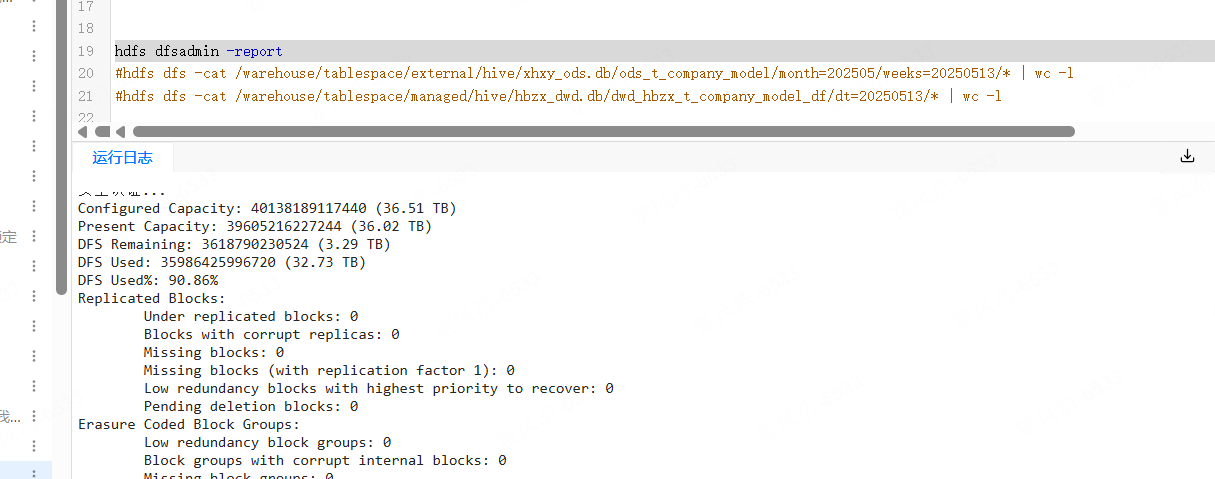 17
18
19 hdfs dfsadmin -report
20 #hdfs dfs -cat /warehouse/tablespace/external/hive/xhxy_ods.db/ods_t_company_model/month=202505/weeks=20250513/* | wc -l
21 #hdfs dfs -cat /warehouse/tablespace/managed/hive/hbzx_dwd.db/dwd_hbzx_t_company_model_df/dt=20250513/* | wc -l
22
运行日志
Configured Capacity: 40138189117440 (36.51 TB)
Present Capacity: 39605216227244 (36.02 TB)
DFS Remaining: 3618790230524 (3.29 TB)
DFS Used: 35986425996720 (32.73 TB)
DFS Used%: 90.86%
Replicated Blocks:
Under replicated blocks: 0
Blocks with corrupt replicas: 0
Missing blocks: 0
Missing blocks (with replication factor 1): 0
Low redundancy blocks with highest priority to recover: 0
Pending deletion blocks: 0
Erasure Coded Block Groups:
Low redundancy block groups: 0
Block groups with corrupt internal blocks: 0
Missing block groups: 0
定
我...